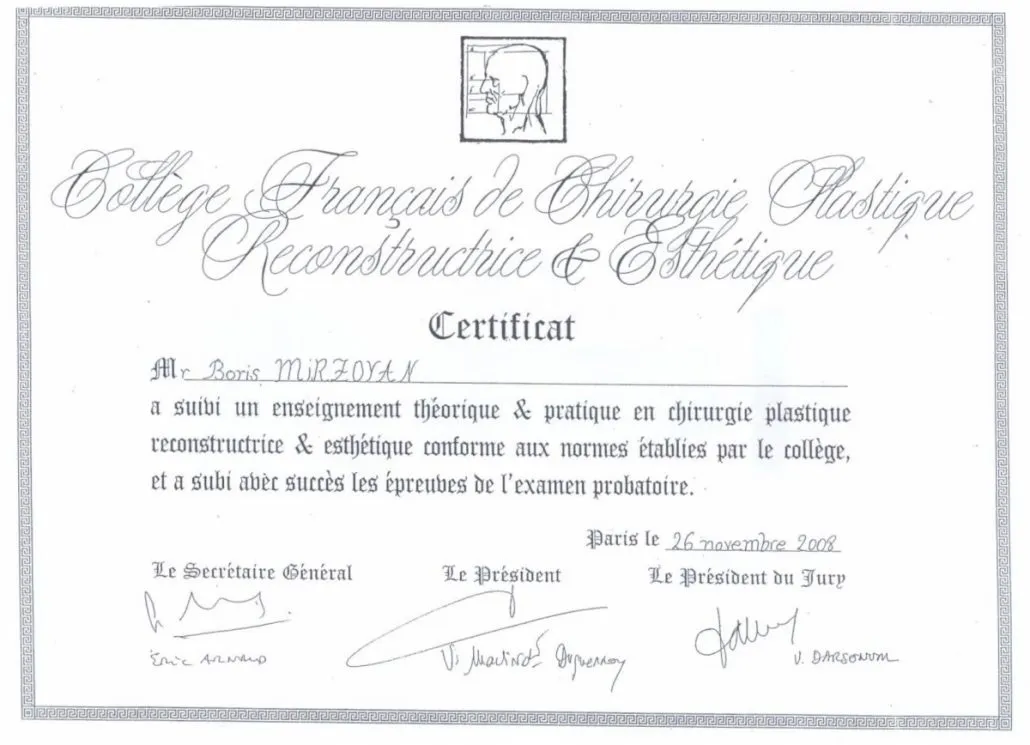 Collège Français de Chirurgie Plastique
Reconstructrice & Esthétique
Certificat
Mr Boris MiRZOYAN
a suivi un enseignement théorique & pratique en chirurgie plastique
reconstructrice & esthétique conforme aux normes établies par le collège,
et a subi avèc succès les épreuves de l'examen probatoire.
Paris le 26 novembre 2008
Le Secrétaire Général Le Président Le Président du Jury
Eric ARNAUD V. DARSONVAL